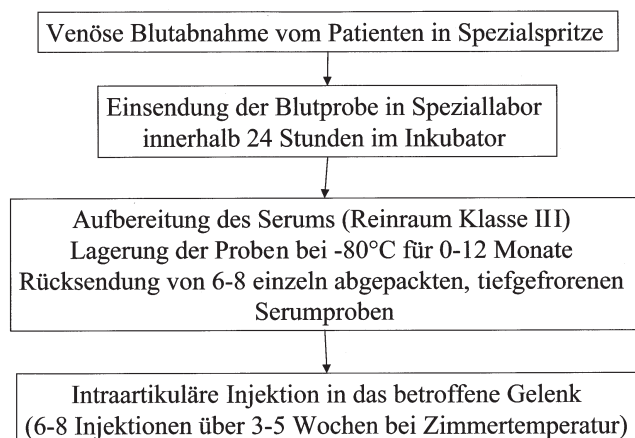 Venöse Blutabnahme vom Patienten in Spezialspritze
Einsendung der Blutprobe in Speziallabor
innerhalb 24 Stunden im Inkubator
Aufbereitung des Serums (Reinraum Klasse III)
Lagerung der Proben bei -80°C für 0-12 Monate
Rücksendung von 6-8 einzeln abgepackten, tiefgefrorenen
Serumproben
Intraartikuläre Injektion in das betroffene Gelenk
(6-8 Injektionen über 3-5 Wochen bei Zimmertemperatur)